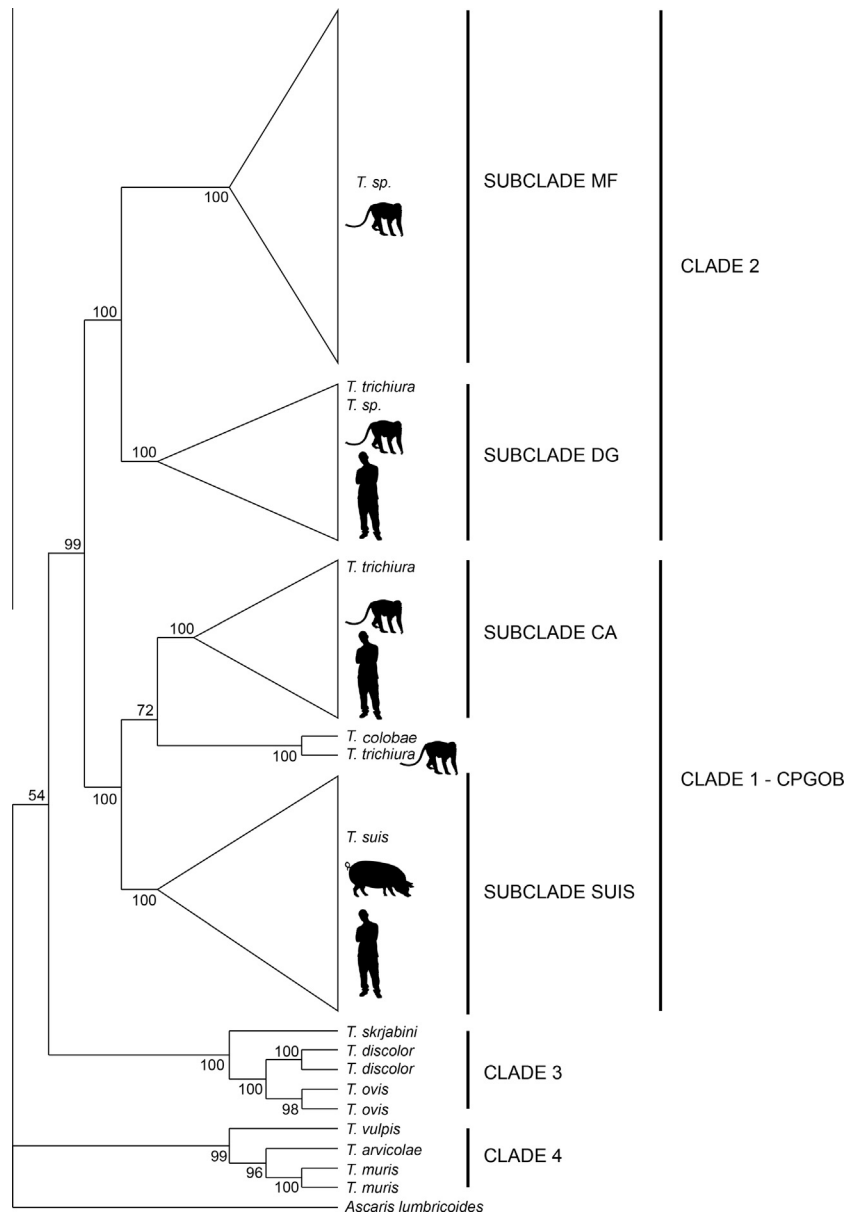 T. sp.
SUBCLADE MF
100
CLADE 2
100
T. trichiura
T. sp.
100
SUBCLADE DG
99
T. trichiura
100
SUBCLADE CA
72
T. colobae
100
T. trichiura
CLADE 1 - CPGOB
54
100
T. suis
100
SUBCLADE SUIS
T. skrjabini
100
T. discolor
100
T. discolor
CLADE 3
100
T. ovis
98
T. ovis
T. vulpis
99
T. arvicolae
CLADE 4
96
T. muris
100
T. muris
Ascaris lumbricoides